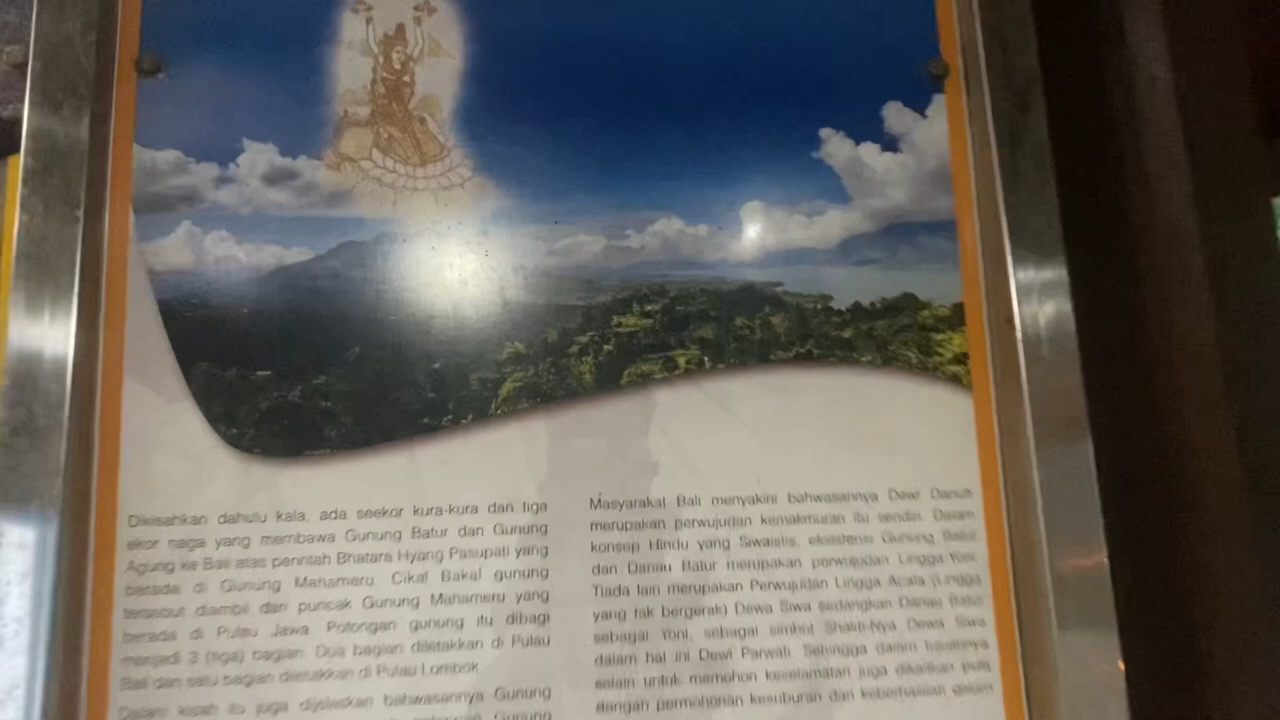 Dikisahkan dahulu kala, ada seekor kura-kura dan tiga
ekor naga yang membawa Gunung Batur dan Gunung
Agung ke Bali atas perintah Bhatara Hyang Pasupati yang
berada di Gunung Mahameru. Cikal Bakal gunung
tersebut diambil dari puncak Gunung Mahameru yang
berada di Pulau Jawa. Potongan gunung itu dibagi
menjadi 3 (tiga) bagian. Dua bagian diletakkan di Pulau
Bali dan satu bagian diletakkan di Pulau Lombok.
Dalam kisah itu juga dijelaskan bahwasannya Gunung
Gunung
Masyarakat Bali menyakini bahwasannya Dewi Danuh
merupakan perwujudan kemakmuran itu sendiri. Dalam
konsep Hindu yang Siwaistis, eksistensi Gunung Batur
dan Danau Batur merupakan perwujudan Lingga-Yoni.
Tiada lain merupakan Perwujudan Lingga Acala (Lingga
yang tak bergerak) Dewa Siwa sedangkan Danau Batur
sebagai Yoni, sebagai simbol Shakti-Nya Dewa Siwa
dalam hal ini Dewi Parwati. Sehingga dalam
selain untuk memohon keselamatan juga dikaitkan pula
dengan permohonan kesuburan dan keberhasilan dalam